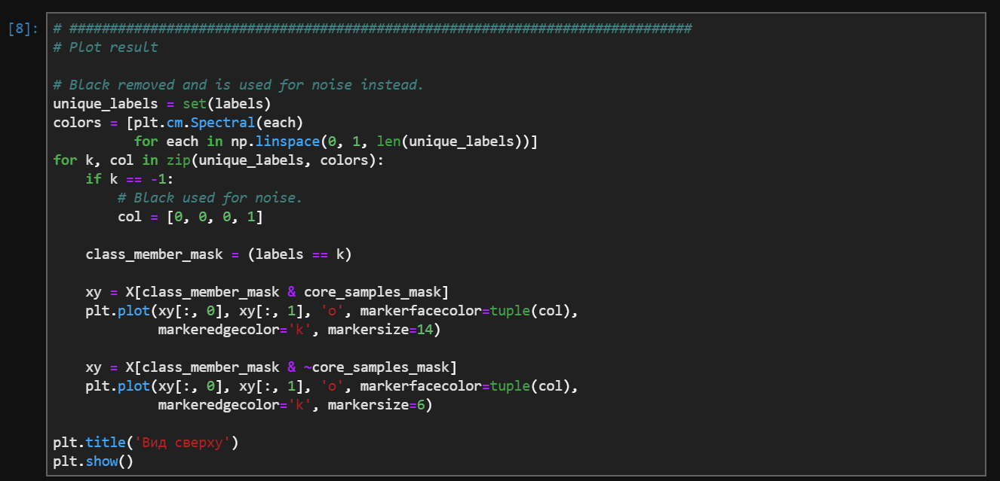 [8]: # #############################################################################
# Plot result

# Black removed and is used for noise instead.
unique_labels = set(labels)
colors = [plt.cm.Spectral(each)
          for each in np.linspace(0, 1, len(unique_labels))]
for k, col in zip(unique_labels, colors):
    if k == -1:
        # Black used for noise.
        col = [0, 0, 0, 1]

    class_member_mask = (labels == k)

    xy = X[class_member_mask & core_samples_mask]
    plt.plot(xy[:, 0], xy[:, 1], 'o', markerfacecolor=tuple(col),
             markeredgecolor='k', markersize=14)

    xy = X[class_member_mask & ~core_samples_mask]
    plt.plot(xy[:, 0], xy[:, 1], 'o', markerfacecolor=tuple(col),
             markeredgecolor='k', markersize=6)

plt.title('Вид сверху')
plt.show()